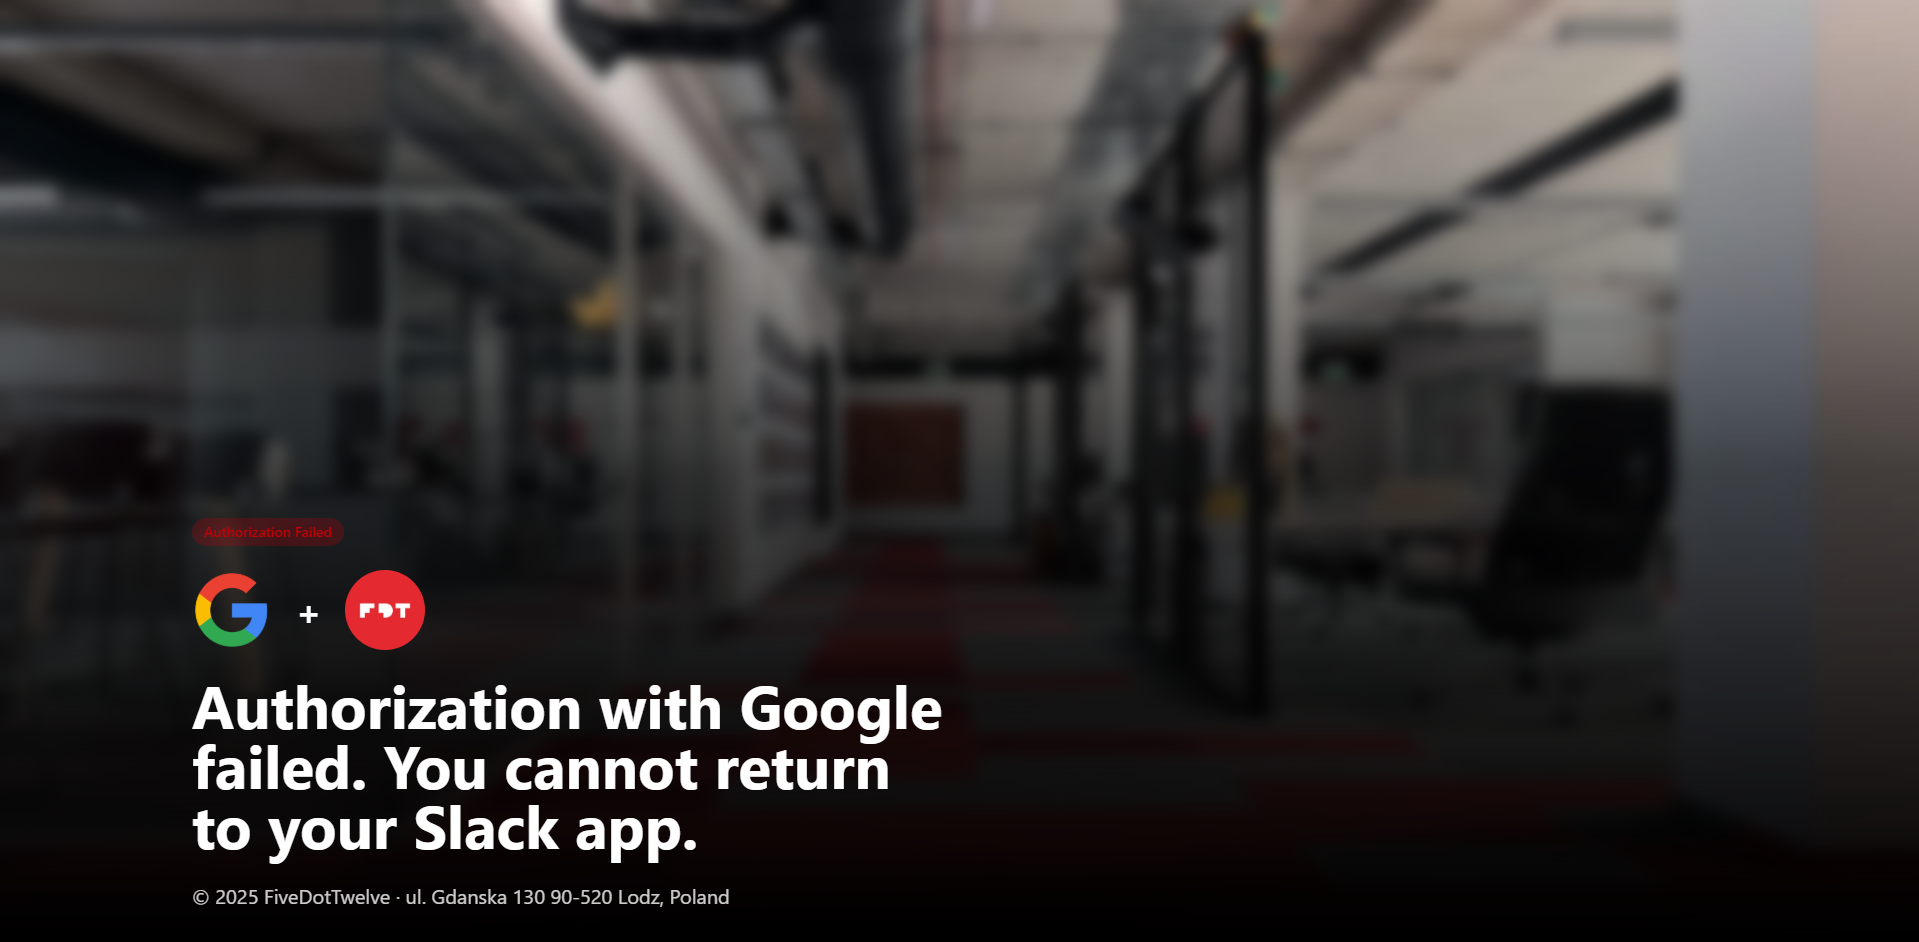 Authorization Failed
+
FDT
Authorization with Google
failed. You cannot return
to your Slack app.
© 2025 FiveDotTwelve · ul. Gdanska 130 90-520 Lodz, Poland